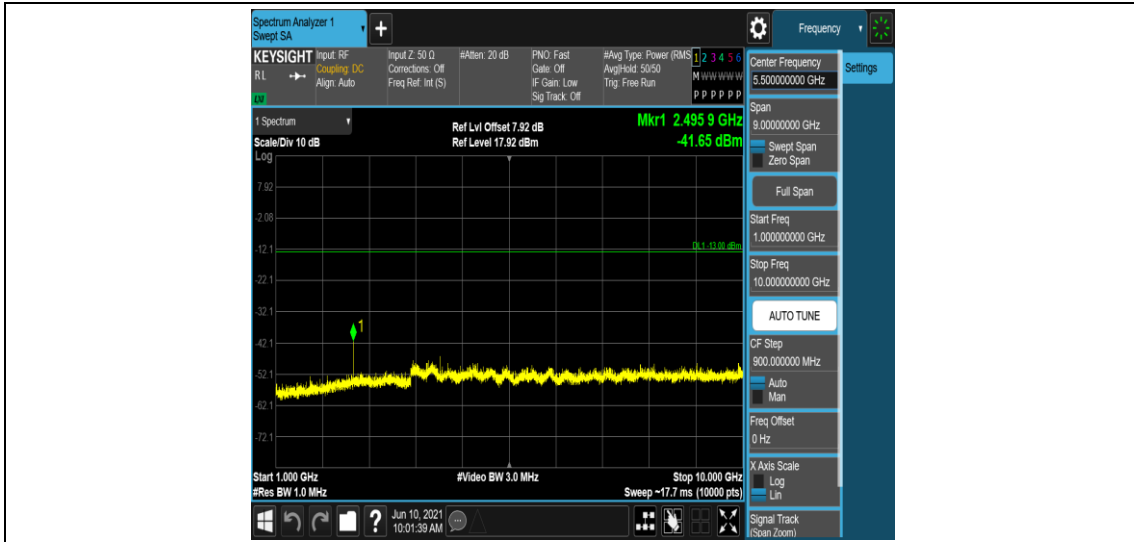 Spectrum Analyzer 1
Swept SA
+
Frequency
KEYSIGHT
RL
LXI
Input: RF
Coupling: DC
Align: Auto
Input Z: 50 Ω
Corrections: Off
Freq Ref: Int (S)
#Atten: 20 dB
PNO: Fast
Gate: Off
IF Gain: Low
Sig Track: Off
#Avg Type: Power (RMS
Avg|Hold: 50/50
Trig: Free Run
1 2 3 4 5 6
M W W W W W
P P P P P P
1 Spectrum
Scale/Div 10 dB
Log
Ref Lvl Offset 7.92 dB
Ref Level 17.92 dBm
Mkr1 2.495 9 GHz
-41.65 dBm
7.92
-2.08
-12.1
DL1 -13.00 dBm
-22.1
-32.1
1
-42.1
-52.1
-62.1
-72.1
Start 1.000 GHz
#Res BW 1.0 MHz
#Video BW 3.0 MHz
Stop 10.000 GHz
Sweep ~17.7 ms (10000 pts)
Center Frequency
5.500000000 GHz
Settings
Span
9.00000000 GHz
Swept Span
Zero Span
Full Span
Start Freq
1.000000000 GHz
Stop Freq
10.000000000 GHz
AUTO TUNE
CF Step
900.000000 MHz
Auto
Man
Freq Offset
0 Hz
X Axis Scale
Log
Lin
Signal Track
(Span Zoom)
?
Jun 10, 2021
10:01:39 AM